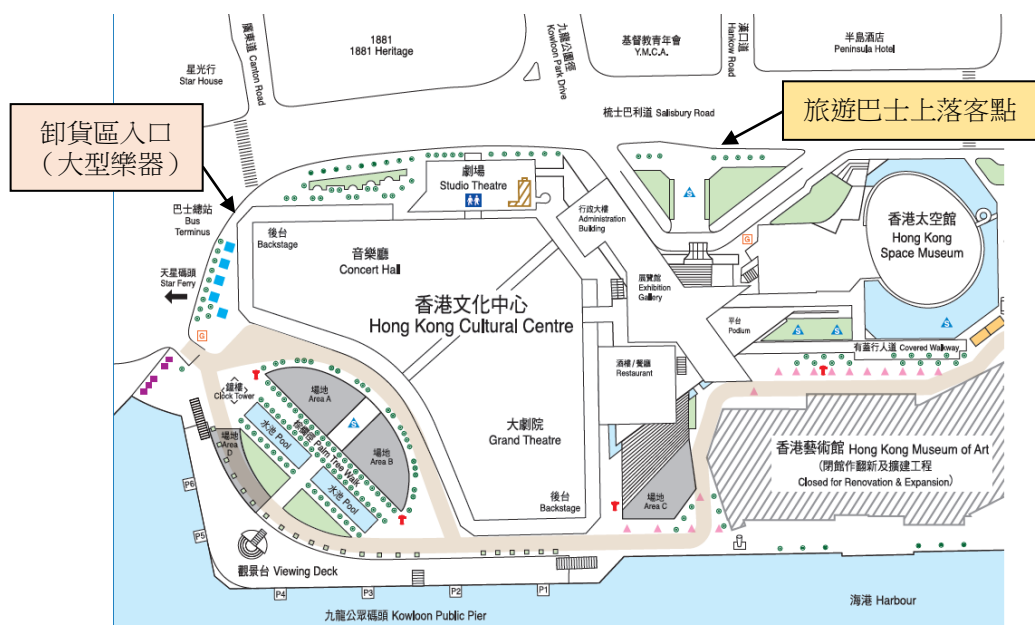 1881
1881 Heritage
廣東道 Canton Road
星光行
Star House
九龍公園徑
Kowloon Park Drive
基督教青年會
Y.M.C.A.
漢口道
Hankow Road
半島酒店
Peninsula Hotel
梳士巴利道 Salisbury Road
旅遊巴士上落客點
卸貨區入口
（大型樂器）
劇場
Studio Theatre
S
巴士總站
Bus
Terminus
行政大樓
Administration
Building
香港太空館
Hong Kong
Space Museum
G
後台
Backstage
音樂廳
Concert Hall
天星碼頭
Star Ferry
展覽館
Exhibition
Gallery
香港文化中心
Hong Kong Cultural Centre
平台
Podium
S
S
S
G
有蓋行人道 Covered Walkway
酒樓/餐廳
Restaurant
鐘樓
Clock Tower
場地
Area A
S
水池 Pool
棕櫚徑 Palm Tree Walk
場地
Area B
場地
Area D
水池 Pool
大劇院
Grand Theatre
香港藝術館 Hong Kong Museum of Art
(閉館作翻新及擴建工程
Closed for Renovation & Expansion)
後台
Backstage
場地
Area C
P6
P5
觀景台 Viewing Deck
P4
P3
P2
P1
九龍公眾碼頭 Kowloon Public Pier
海港 Harbour